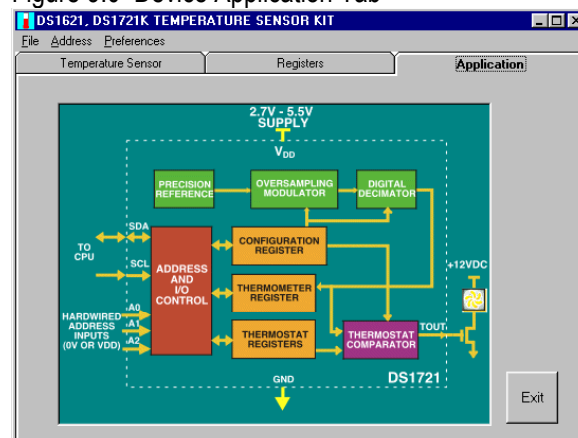 DS1621, DS1721K TEMPERATURE SENSOR KIT
File Address Preferences
Temperature Sensor
Registers
Application
2.7V - 5.5V
SUPPLY
VDD
PRECISION
REFERENCE
OVERSAMPLING
MODULATOR
DIGITAL
DECIMATOR
SDA
TO
CPU
SCL
ADDRESS
AND
I/O
CONTROL
CONFIGURATION
REGISTER
+12VDC
THERMOMETER
REGISTER
HARDWIRED
ADDRESS
INPUTS
(0V OR VDD)
A0
A1
A2
THERMOSTAT
REGISTERS
THERMOSTAT
COMPARATOR
TOUT
GND
DS1721
Exit